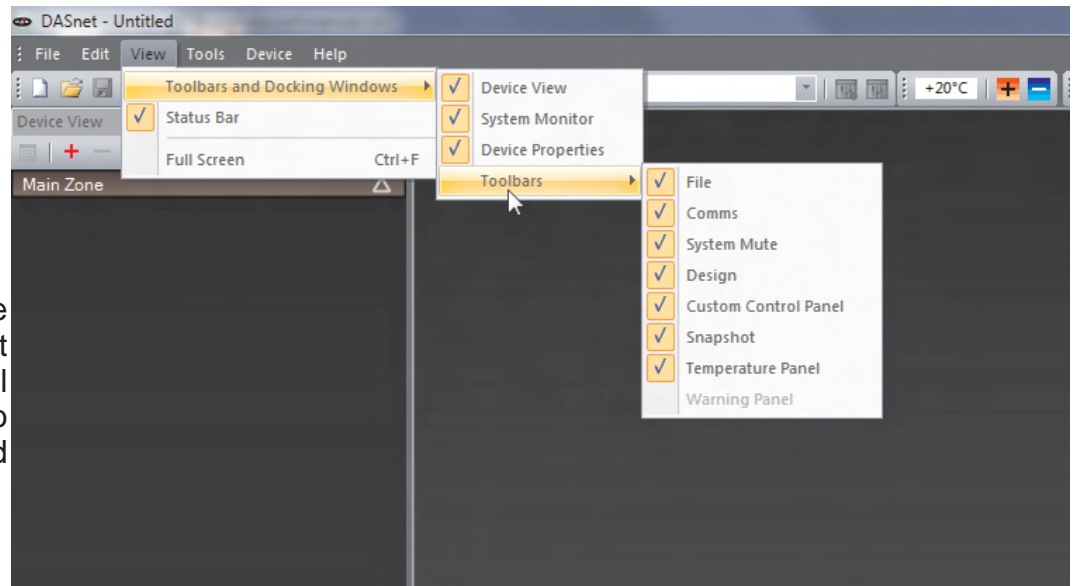 DASnet - Untitled
File Edit View Tools Device Help
Toolbars and Docking Windows
Status Bar
Full Screen Ctrl+F
Device View
System Monitor
Device Properties
Toolbars
File
Comms
System Mute
Design
Custom Control Panel
Snapshot
Temperature Panel
Warning Panel
+20°C
Device View
Main Zone
e
t
l
o
d